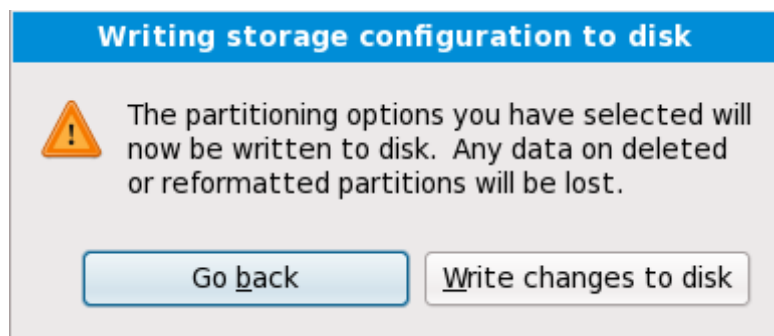 Writing storage configuration to disk
The partitioning options you have selected will
now be written to disk.  Any data on deleted
or reformatted partitions will be lost.
Go back
Write changes to disk